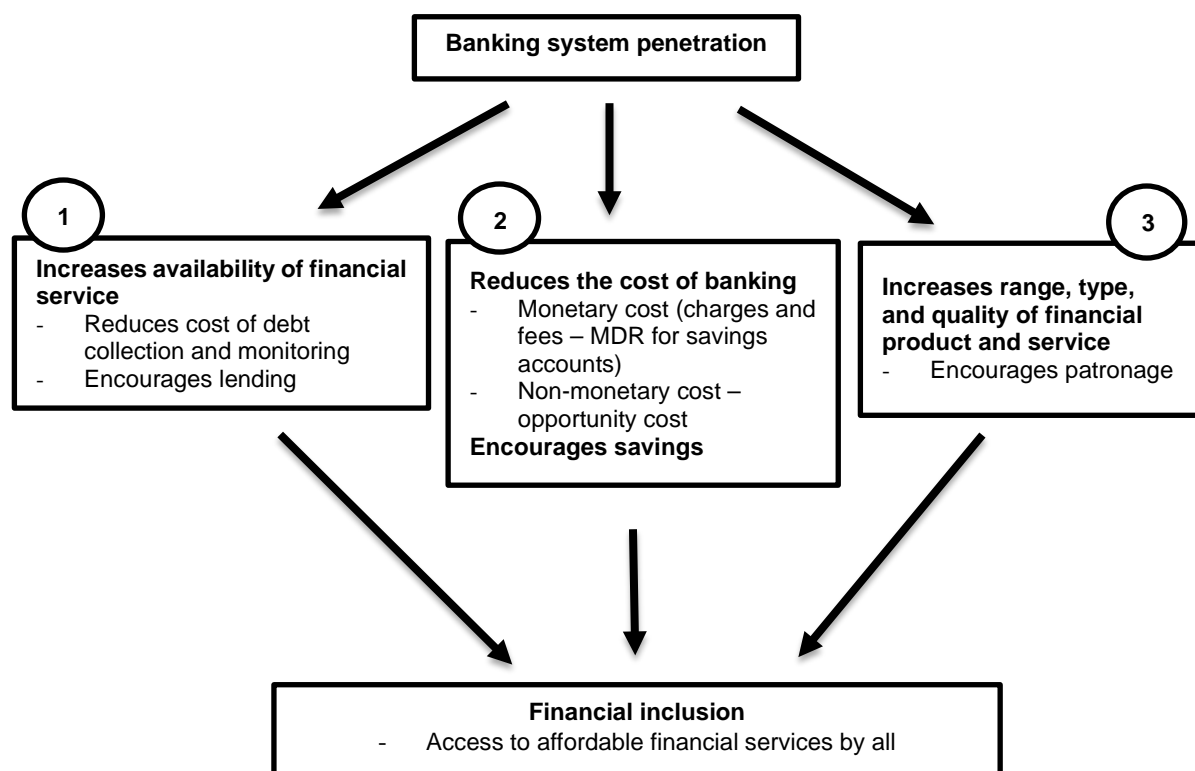 Banking system penetration
1
Increases availability of financial
service
- Reduces cost of debt
collection and monitoring
- Encourages lending
2
Reduces the cost of banking
- Monetary cost (charges and
fees – MDR for savings
accounts)
- Non-monetary cost –
opportunity cost
Encourages savings
3
Increases range, type,
and quality of financial
product and service
- Encourages patronage
Financial inclusion
- Access to affordable financial services by all